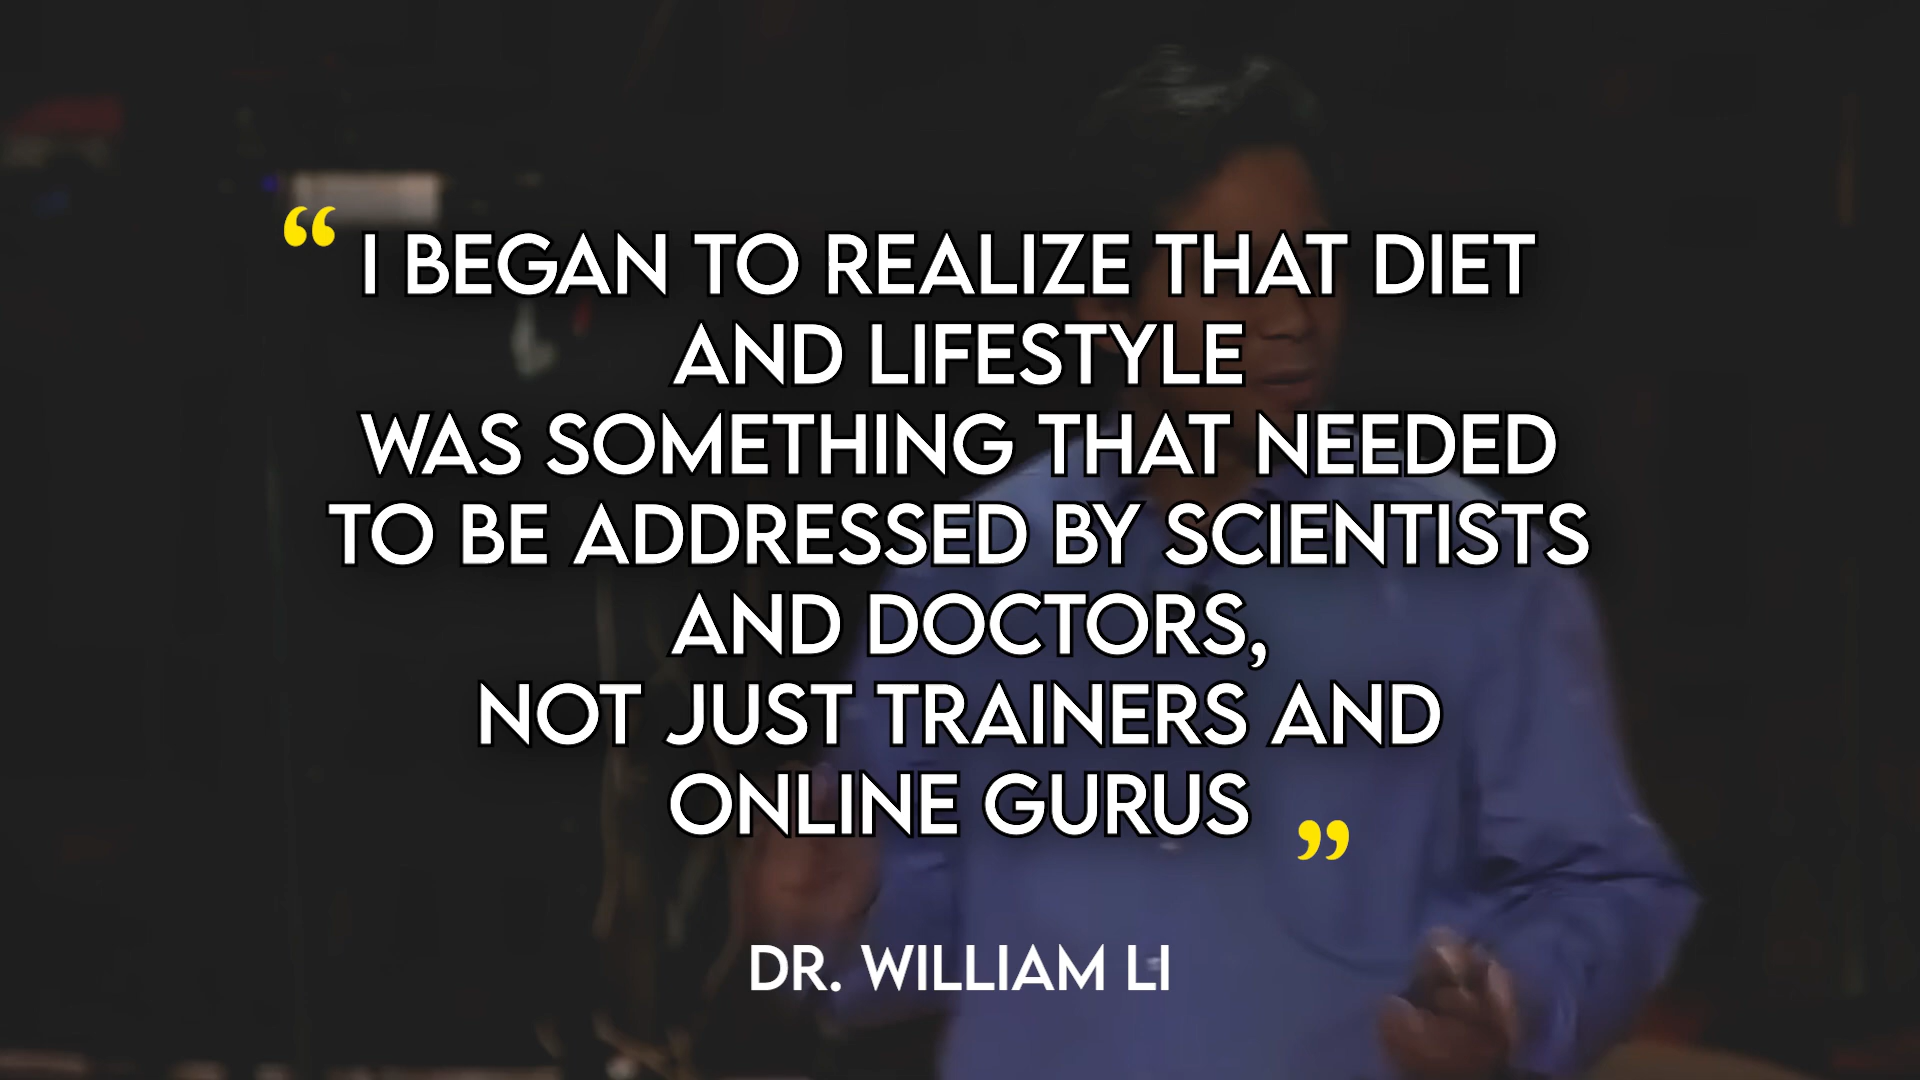 “ I BEGAN TO REALIZE THAT DIET
AND LIFESTYLE
WAS SOMETHING THAT NEEDED
TO BE ADDRESSED BY SCIENTISTS
AND DOCTORS,
NOT JUST TRAINERS AND
ONLINE GURUS ”
DR. WILLIAM LI